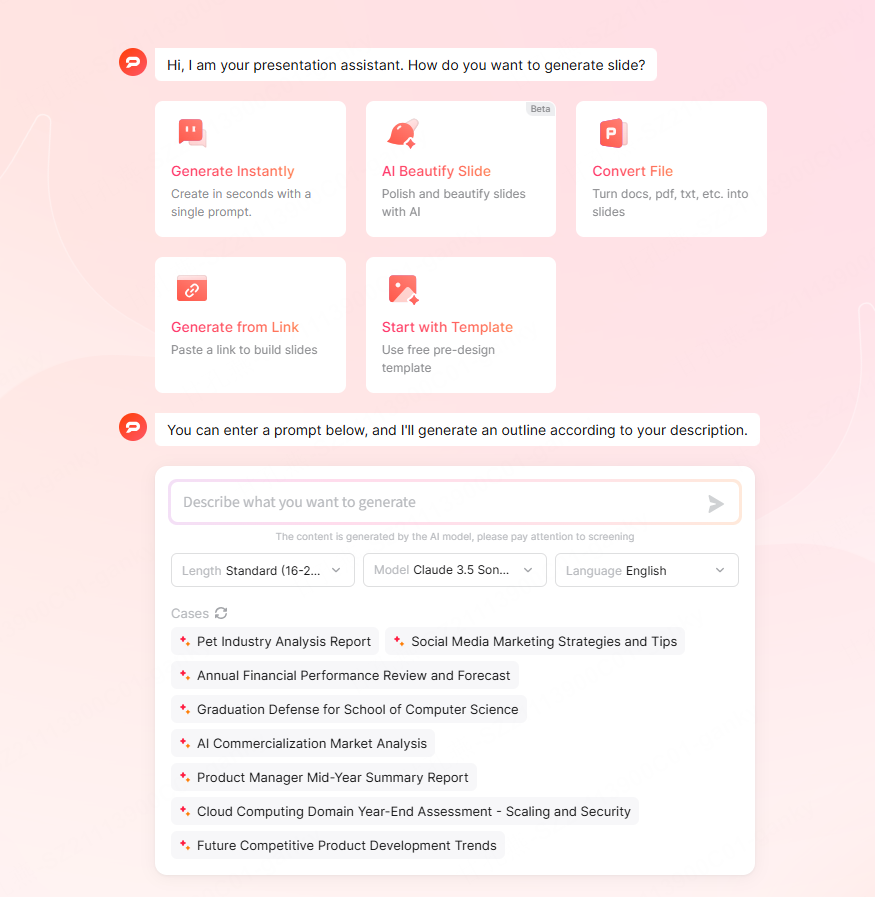 Hi, I am your presentation assistant. How do you want to generate slide?
Generate Instantly
Create in seconds with a
single prompt.
Beta
AI Beautify Slide
Polish and beautify slides
with AI
Convert File
Turn docs, pdf, txt, etc. into
slides
Generate from Link
Paste a link to build slides
Start with Template
Use free pre-design
template
You can enter a prompt below, and I'll generate an outline according to your description.
Describe what you want to generate
The content is generated by the AI model, please pay attention to screening
Length Standard (16-2...
Model Claude 3.5 Son...
Language English
Cases
Pet Industry Analysis Report
Social Media Marketing Strategies and Tips
Annual Financial Performance Review and Forecast
Graduation Defense for School of Computer Science
AI Commercialization Market Analysis
Product Manager Mid-Year Summary Report
Cloud Computing Domain Year-End Assessment - Scaling and Security
Future Competitive Product Development Trends